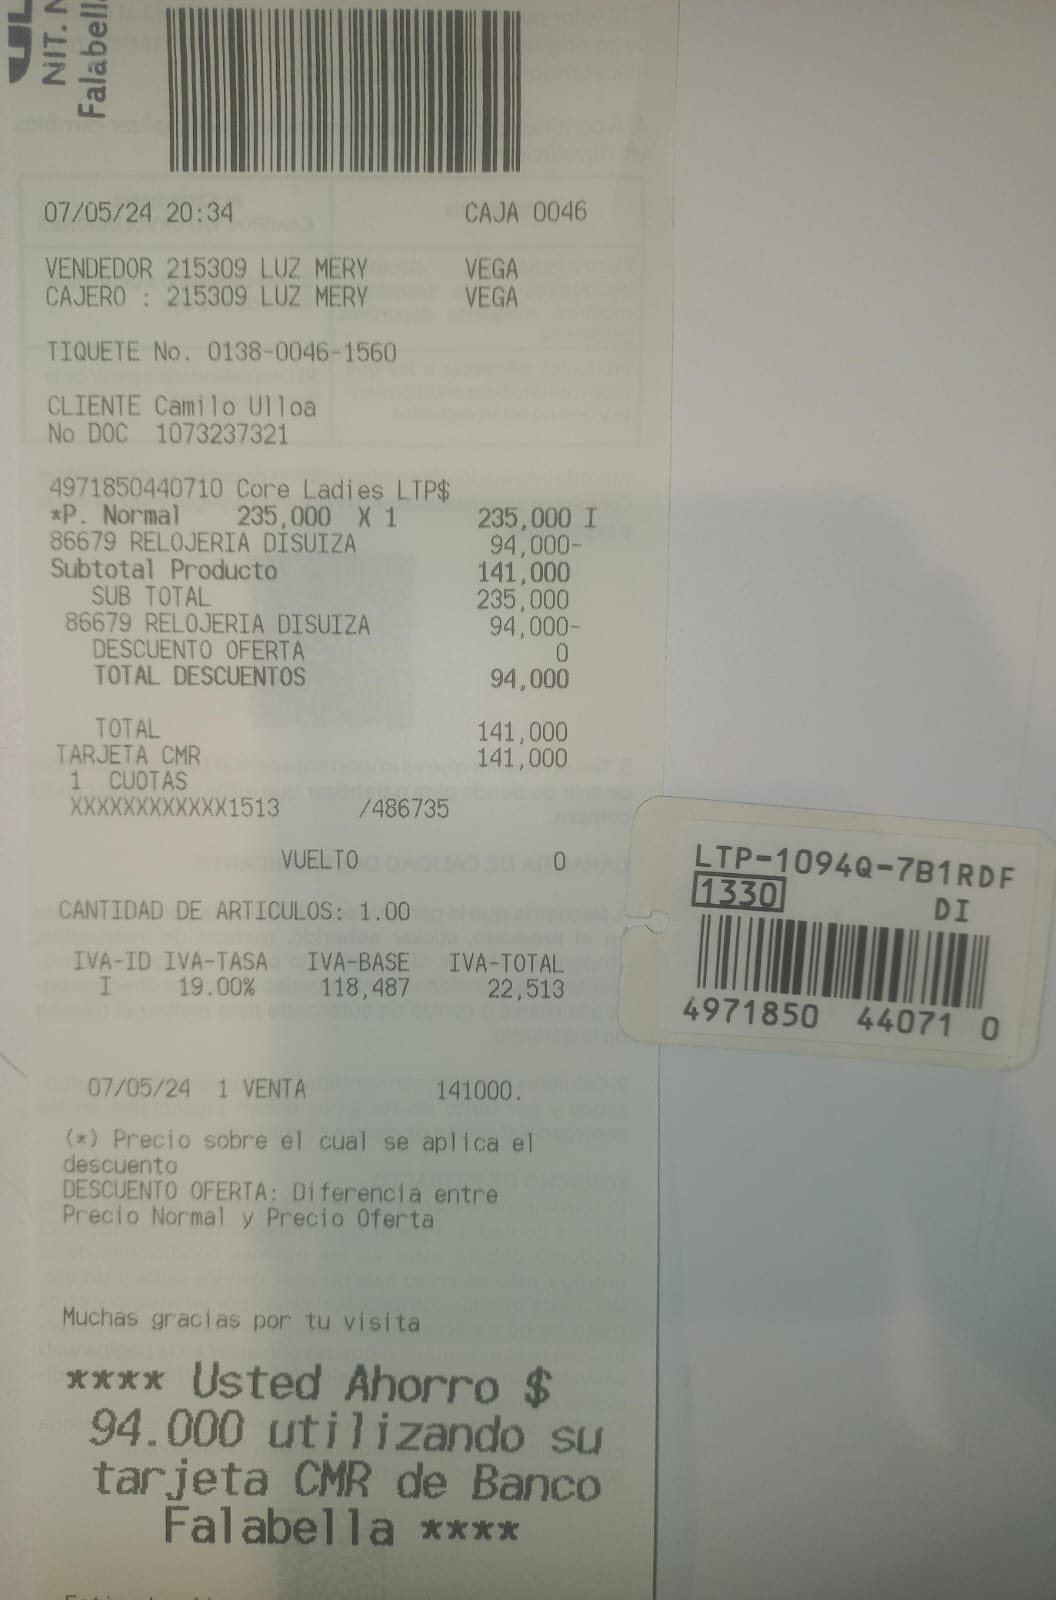 NIT. N
Falabella
07/05/24 20:34 CAJA 0046
VENDEDOR 215309 LUZ MERY VEGA
CAJERO : 215309 LUZ MERY VEGA
TIQUETE No. 0138-0046-1560
CLIENTE Camilo Ulloa
No DOC 1073237321
4971850440710 Core Ladies LTP$
*P. Normal 235,000 X 1 235,000 I
86679 RELOJERIA DISUIZA 94,000-
Subtotal Producto 141,000
SUB TOTAL 235,000
86679 RELOJERIA DISUIZA 94,000-
DESCUENTO OFERTA 0
TOTAL DESCUENTOS 94,000
TOTAL 141,000
TARJETA CMR 141,000
1 CUOTAS
XXXXXXXXXXXX1513 /486735
VUELTO 0
CANTIDAD DE ARTICULOS: 1.00
IVA-ID IVA-TASA IVA-BASE IVA-TOTAL
I 19.00% 118,487 22,513
07/05/24 1 VENTA 141000.
(*) Precio sobre el cual se aplica el
descuento
DESCUENTO OFERTA: Diferencia entre
Precio Normal y Precio Oferta
Muchas gracias por tu visita
**** Usted Ahorro $
94.000 utilizando su
tarjeta CMR de Banco
Falabella ****
LTP-1094Q-7B1RDF
1330 DI
4971850 44071 0